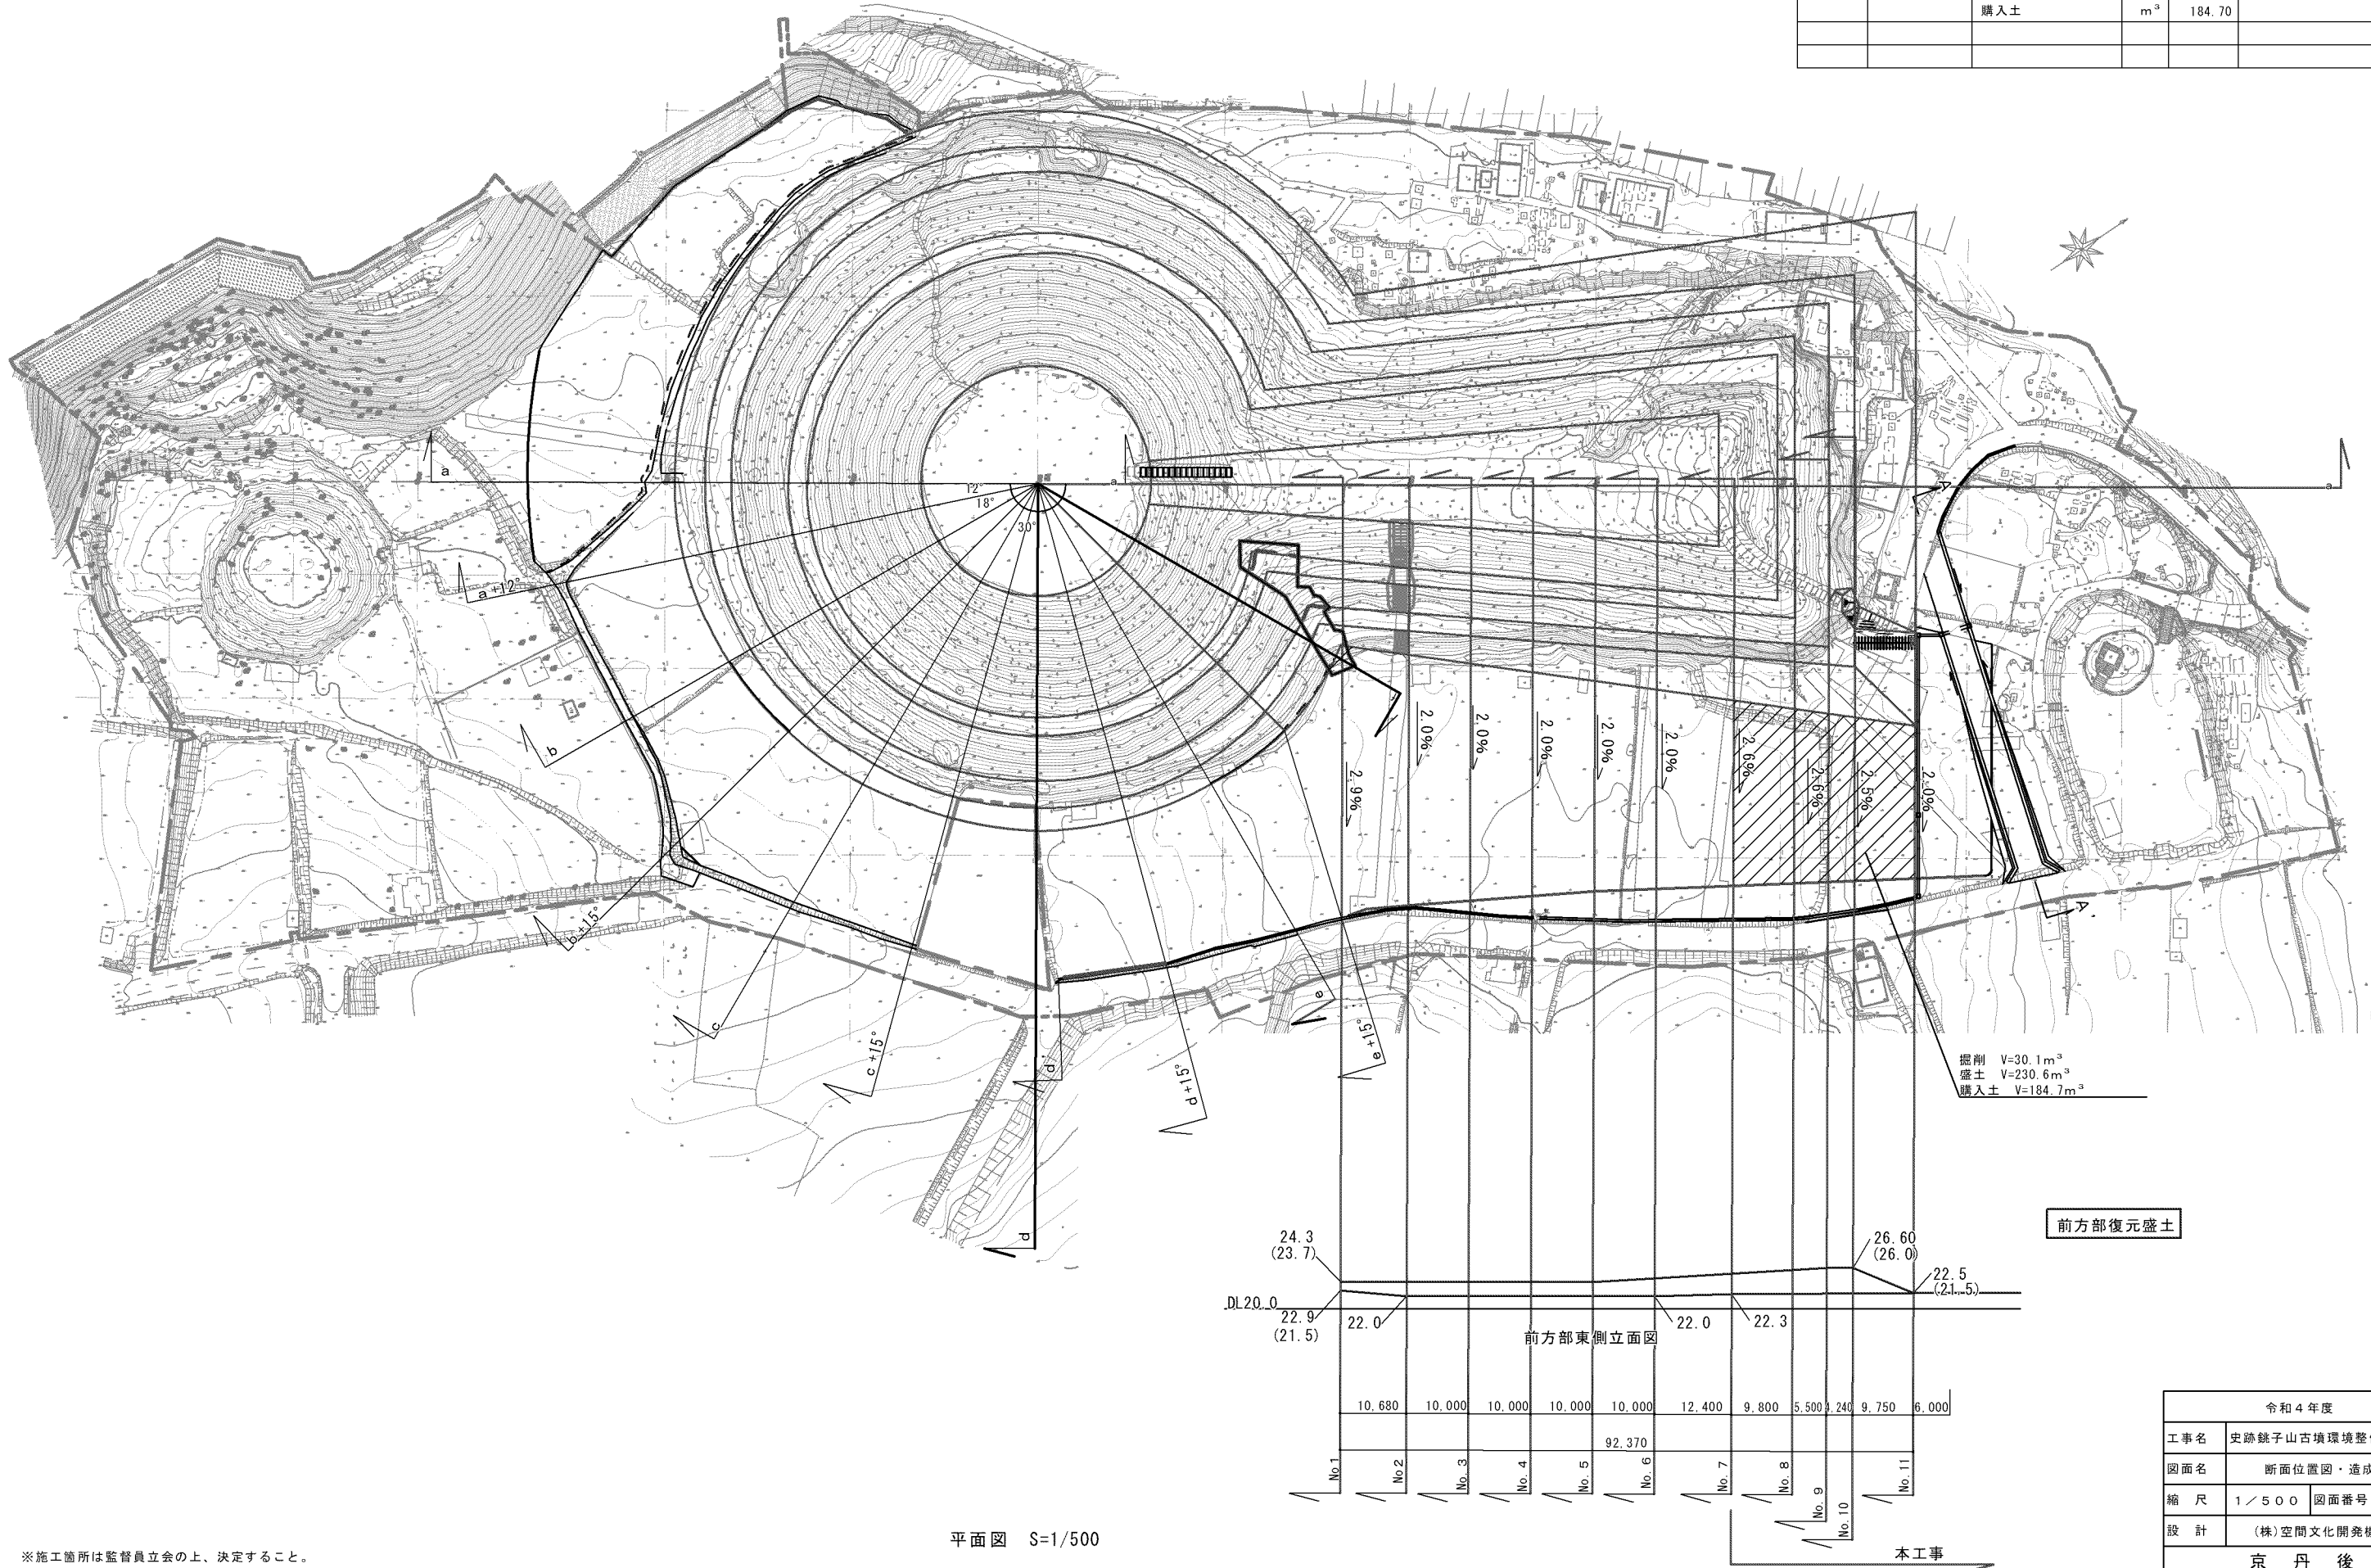 購入土 m³ 184.70
12°
18°
30°
a
a
a
a+12°
b
b+15°
c
c+15°
d
d'
d+15°
e
e+15°
A
A'
2.9%
2.0%
2.0%
2.0%
2.0%
2.0%
2.6%
2.6%
2.5%
2.0%
掘削 V=30.1m³
盛土 V=230.6m³
購入土 V=184.7m³
前方部復元盛土
24.3
(23.7)
26.60
(26.0)
22.5
(21.5)
DL20.0
22.9
(21.5)
22.0
22.0
22.3
前方部東側立面図
10,680 10,000 10,000 10,000 10,000 12,400 9,800 5,500 4,240 9,750 6,000
92.370
No1 No2 No.3 No.4 No.5 No.6 No.7 No.8 No.9 No.10 No.11
本工事
平面図 S=1/500
※施工箇所は監督員立会の上、決定すること。
令和4年度
工事名 史跡銚子山古墳環境整
図面名 断面位置図・造成
縮尺 1/500 図面番号
設計 (株)空間文化開発機
京丹後